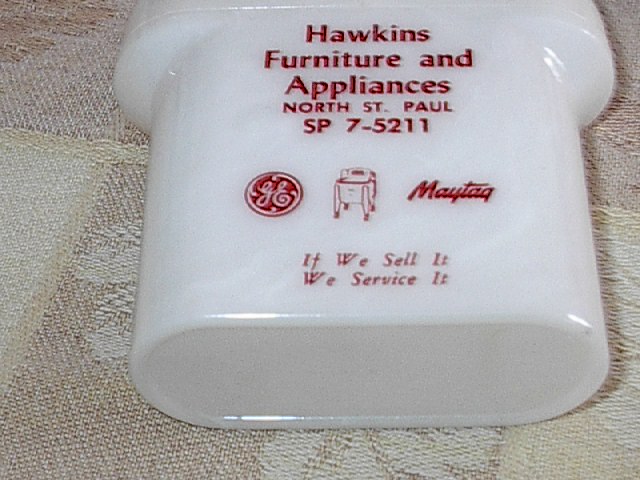 Hawkins
Furniture and
Appliances
NORTH ST. PAUL
SP 7-5211
GE Maytag
If We Sell It
We Service It